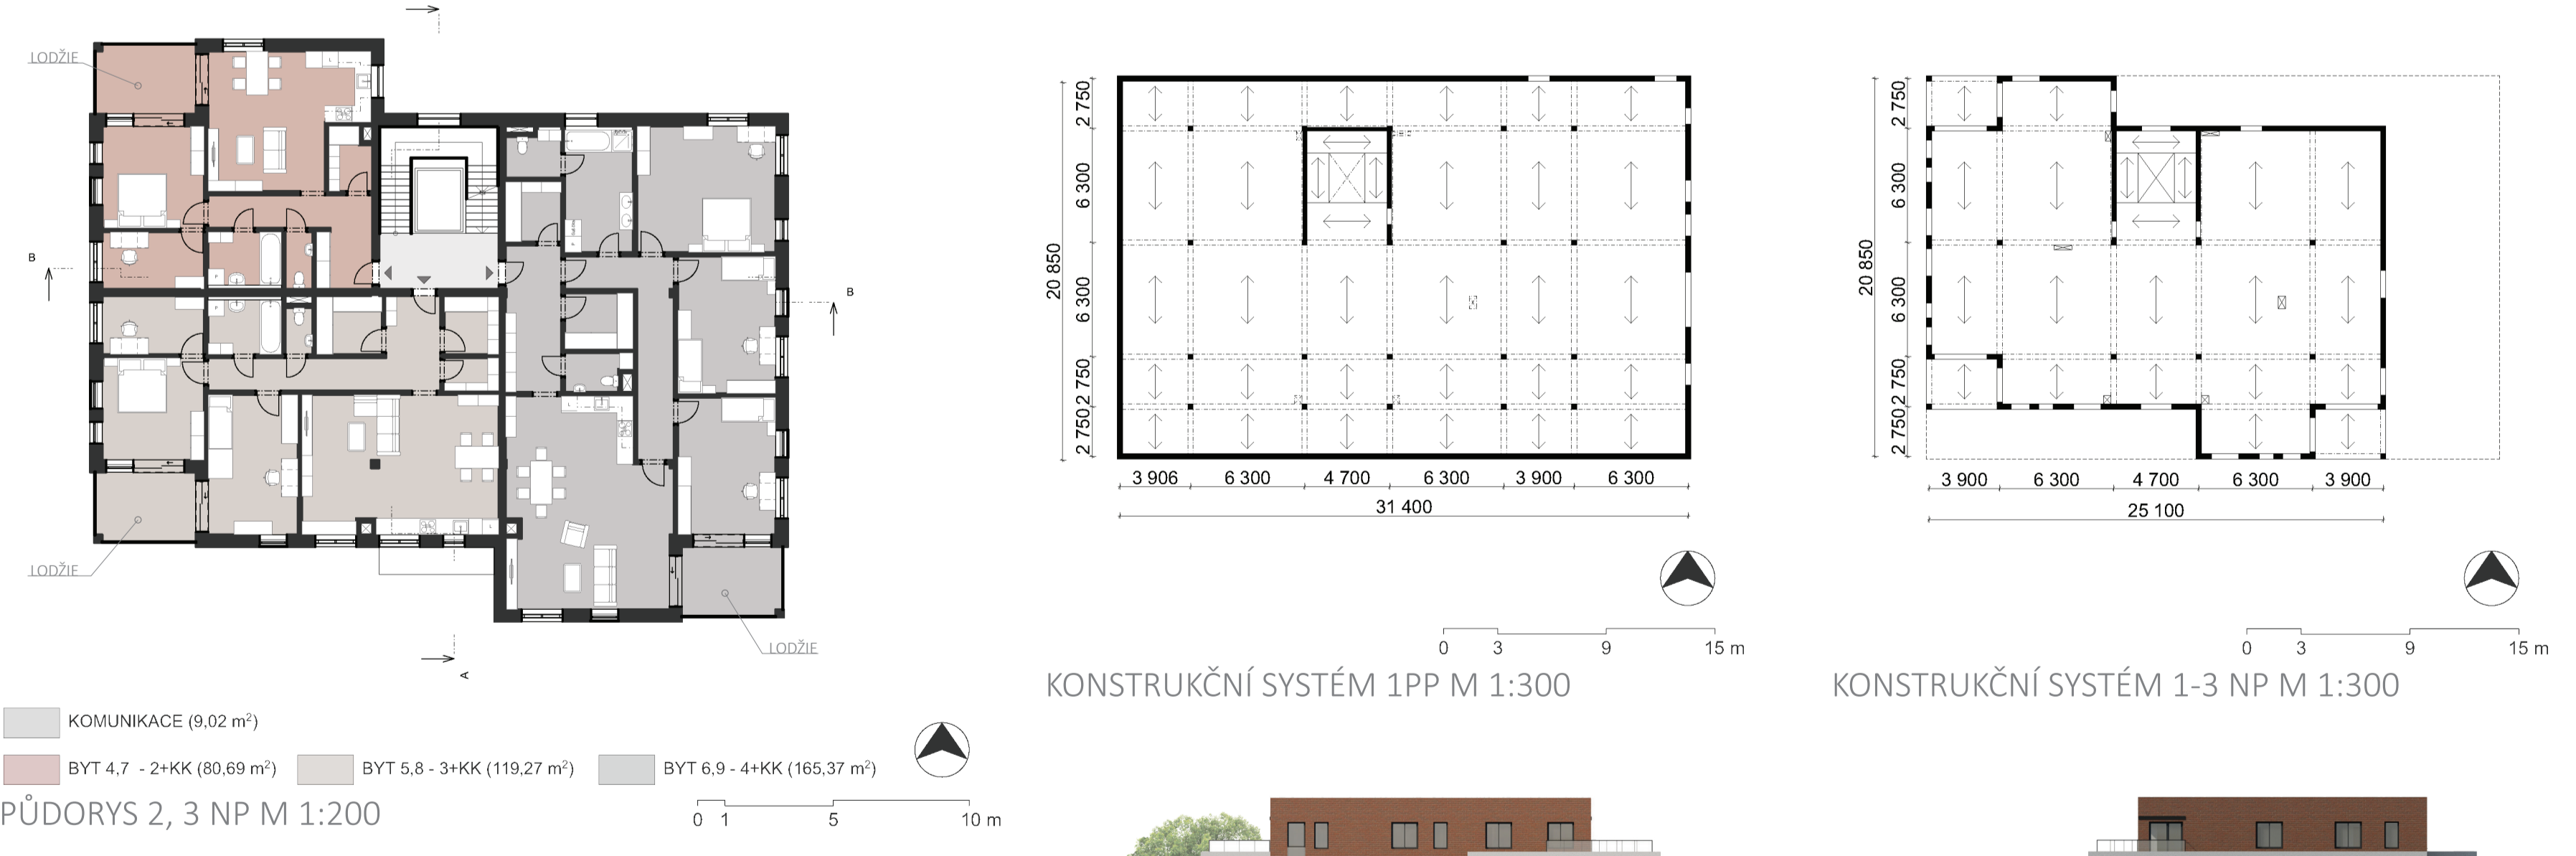 LODŽIE
B
B
LODŽIE
LODŽIE
A
KOMUNIKACE (9,02 m²)
BYT 4,7 - 2+KK (80,69 m²)
BYT 5,8 - 3+KK (119,27 m²)
BYT 6,9 - 4+KK (165,37 m²)
PŮDORYS 2, 3 NP M 1:200
0 1 5 10 m
2 750
6 300
6 300
2 750
2 750
20 850
3 906 6 300 4 700 6 300 3 900 6 300
31 400
0 3 9 15 m
KONSTRUKČNÍ SYSTÉM 1PP M 1:300
2 750
6 300
6 300
2 750
2 750
20 850
3 900 6 300 4 700 6 300 3 900
25 100
0 3 9 15 m
KONSTRUKČNÍ SYSTÉM 1-3 NP M 1:300